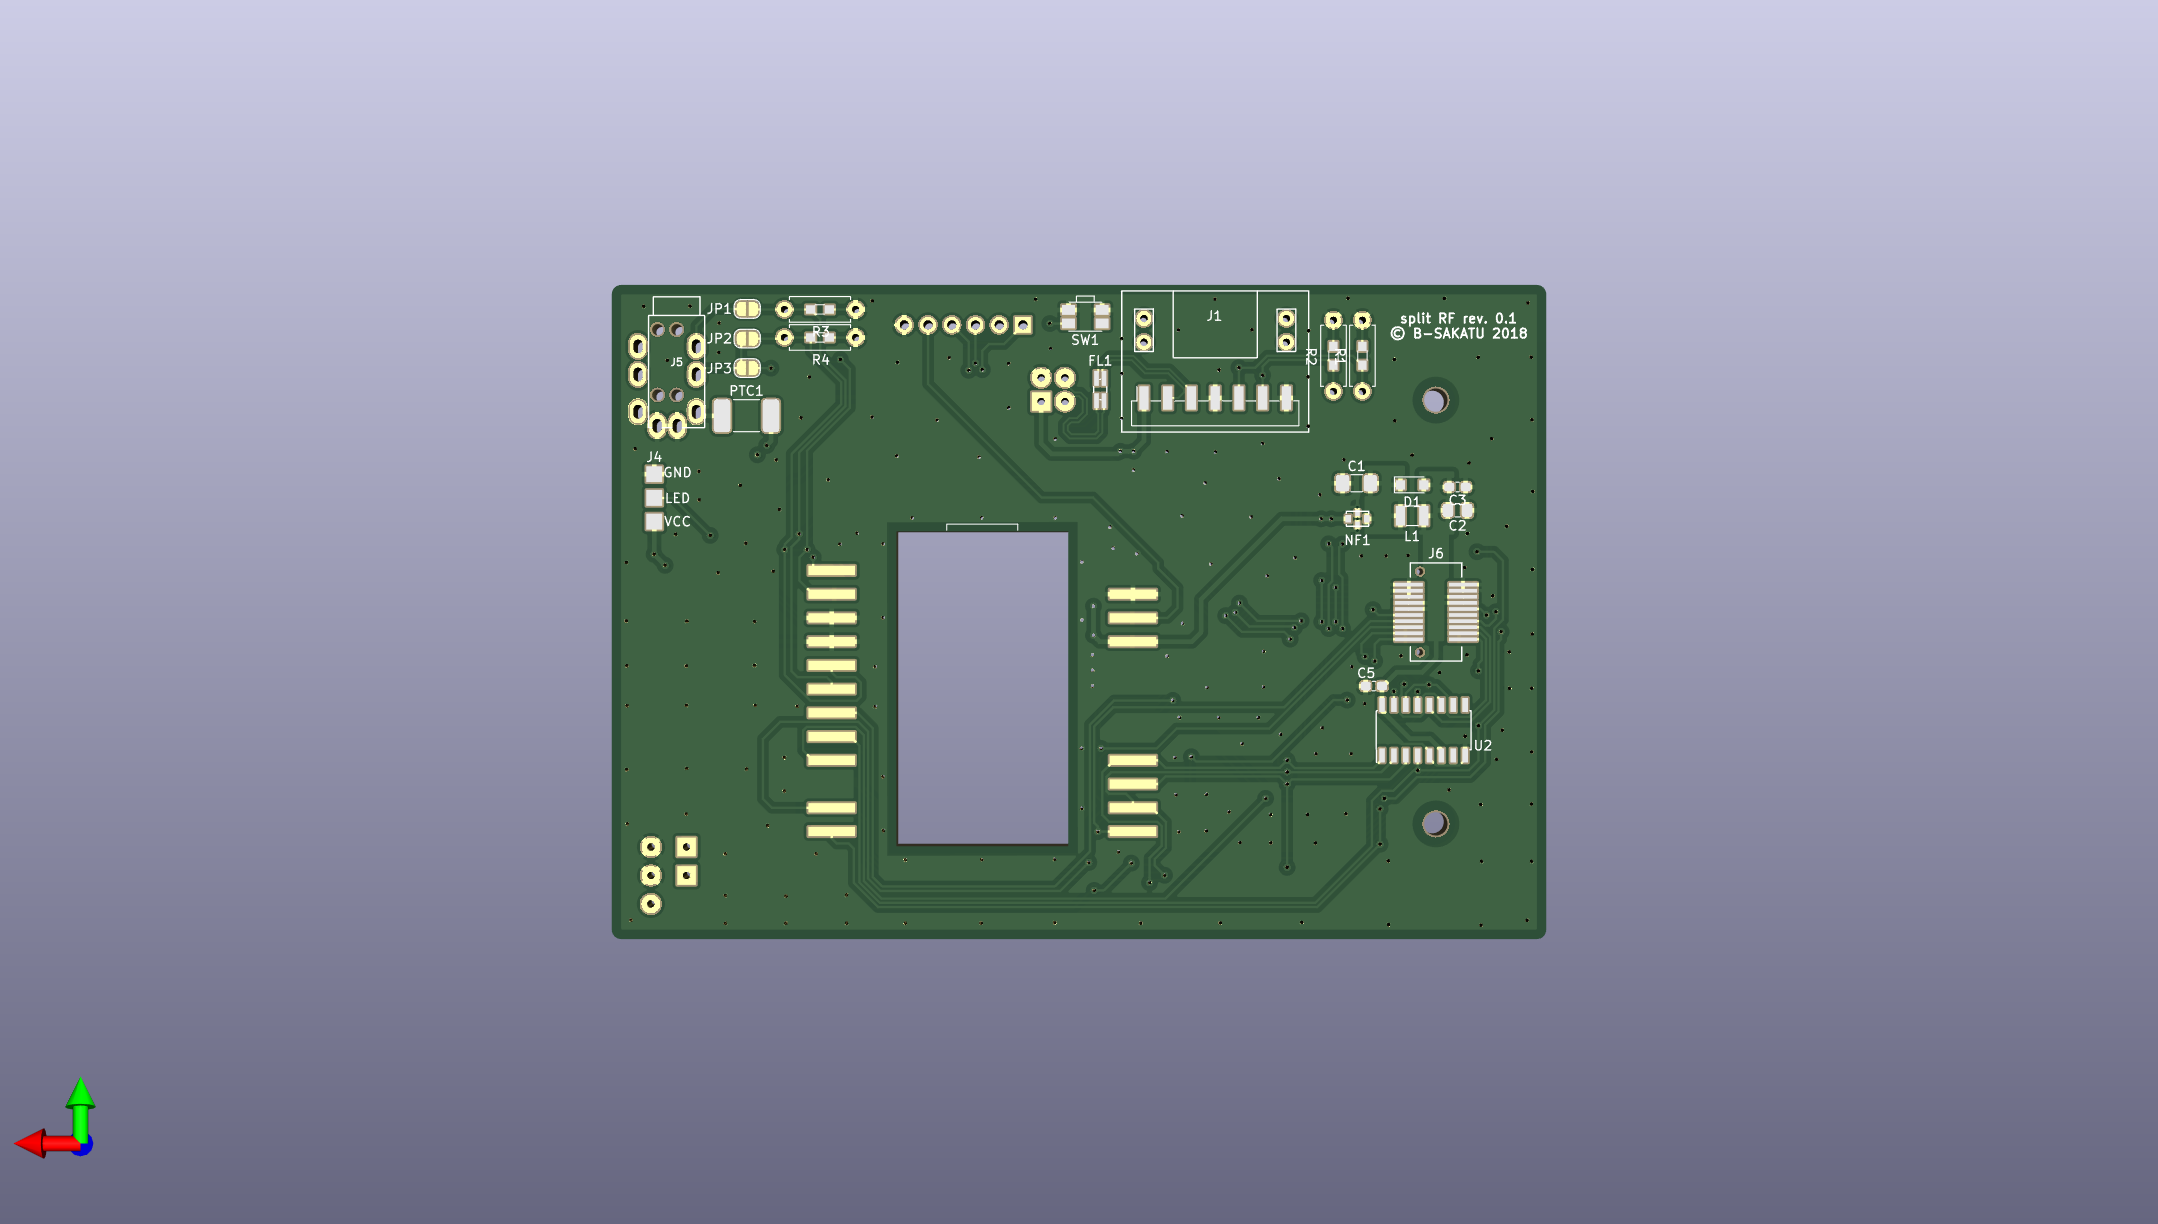 JP1
JP2
JP3
J5
R3
R4
PTC1
J4
GND
LED
VCC
SW1
FL1
J1
R2
R1
split RF rev. 0.1
© B-SAKATU 2018
C1
D1
C3
C2
NF1
L1
J6
C5
U2